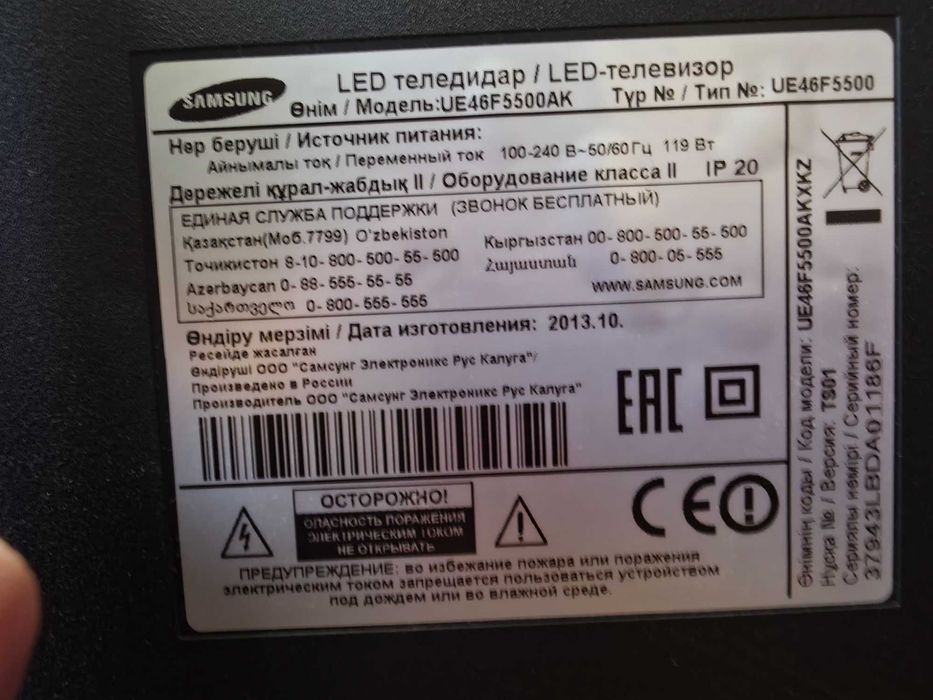 SAMSUNG
LED теледидар / LED-телевизор
Өнім / Модель:UE46F5500AK Түр № / Тип №: UE46F5500
Нер беруші / Источник питания:
Айнымалы ток / Переменный ток 100-240 В~50/60 Гц 119 Вт
Дәрежелі құрал-жабдық II / Оборудование класса II IP 20
ЕДИНАЯ СЛУЖБА ПОДДЕРЖКИ (ЗВОНОК БЕСПЛАТНЫЙ)
Қазақстан(Моб.7799) O'zbekiston
Точикистон 8-10-800-500-55-500
Кыргызстан 00-800-500-55-500
Azərbaycan 0-88-555-55-55
Հայաստան 0-800-05-555
საქართველო 0-800-555-555
WWW.SAMSUNG.COM
Өндіру мерзімі / Дата изготовления: 2013.10.
Ресейде жасалған
Өндіруші ООО "Самсунг Электроникс Рус Калуга"/
Произведено в России
Производитель ООО "Самсунг Электроникс Рус Калуга"
EAC
CE
ОСТОРОЖНО!
ОПАСНОСТЬ ПОРАЖЕНИЯ
ЭЛЕКТРИЧЕСКИМ ТОКОМ
НЕ ОТКРЫВАТЬ
ПРЕДУПРЕЖДЕНИЕ: во избежание пожара или поражения
электрическим током запрещается пользоваться устройством
под дождем или во влажной среде.
Өнімнің коды / Код модели: UE46F5500AKXKZ
Нұсқа № / Версия: TS01
Сериялы нөмірі / Серийный номер:
37943LBDA01186F